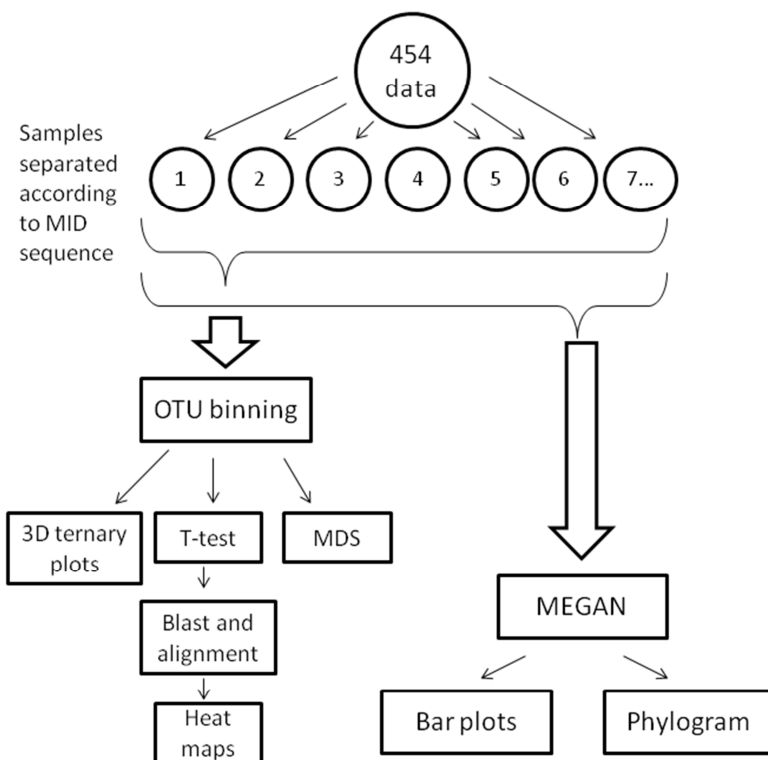 454
data
Samples
separated
according
to MID
sequence
1
2
3
4
5
6
7...
OTU binning
3D ternary
plots
T-test
MDS
Blast and
alignment
Heat
maps
MEGAN
Bar plots
Phylogram